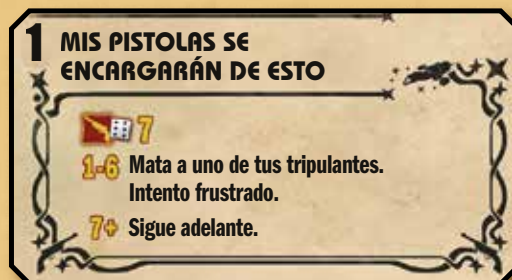 1 MIS PISTOLAS SE
ENCARGARÁN DE ESTO
7
1-6 Mata a uno de tus tripulantes.
Intento frustrado.
7+ Sigue adelante.